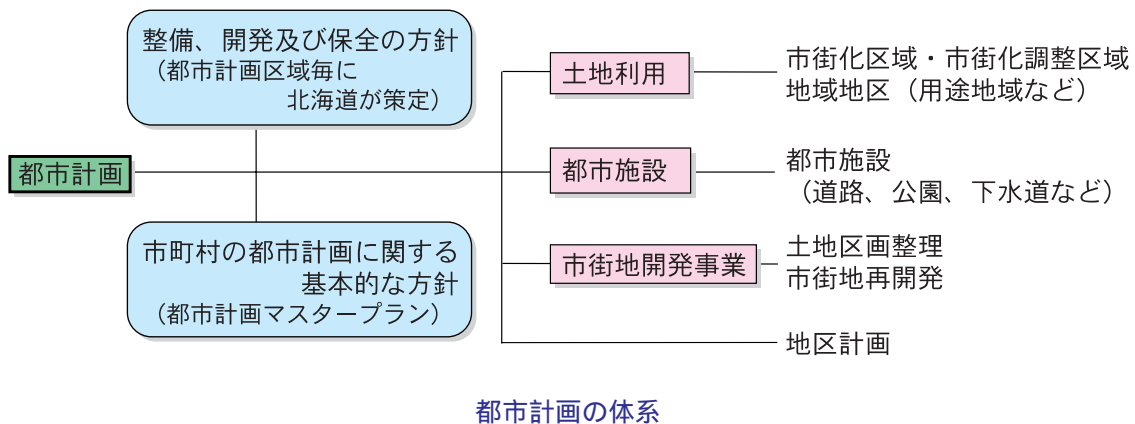 整備、開発及び保全の方針
（都市計画区域毎に
北海道が策定）
都市計画
市町村の都市計画に関する
基本的な方針
（都市計画マスタープラン）
土地利用
市街化区域・市街化調整区域
地域地区（用途地域など）
都市施設
都市施設
（道路、公園、下水道など）
市街地開発事業
土地区画整理
市街地再開発
地区計画
都市計画の体系